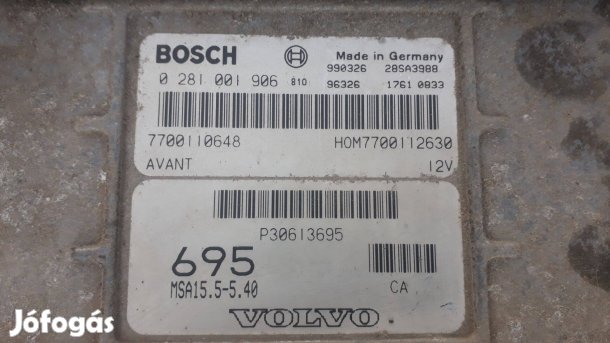 BOSCH
Made in Germany
0 281 001 906 810
990326 28SA3988
96326 1761 0833
7700110648 HOM7700112630
AVANT 12V
P30613695
695
MSA15.5-5.40 CA
VOLVO
Jófogás